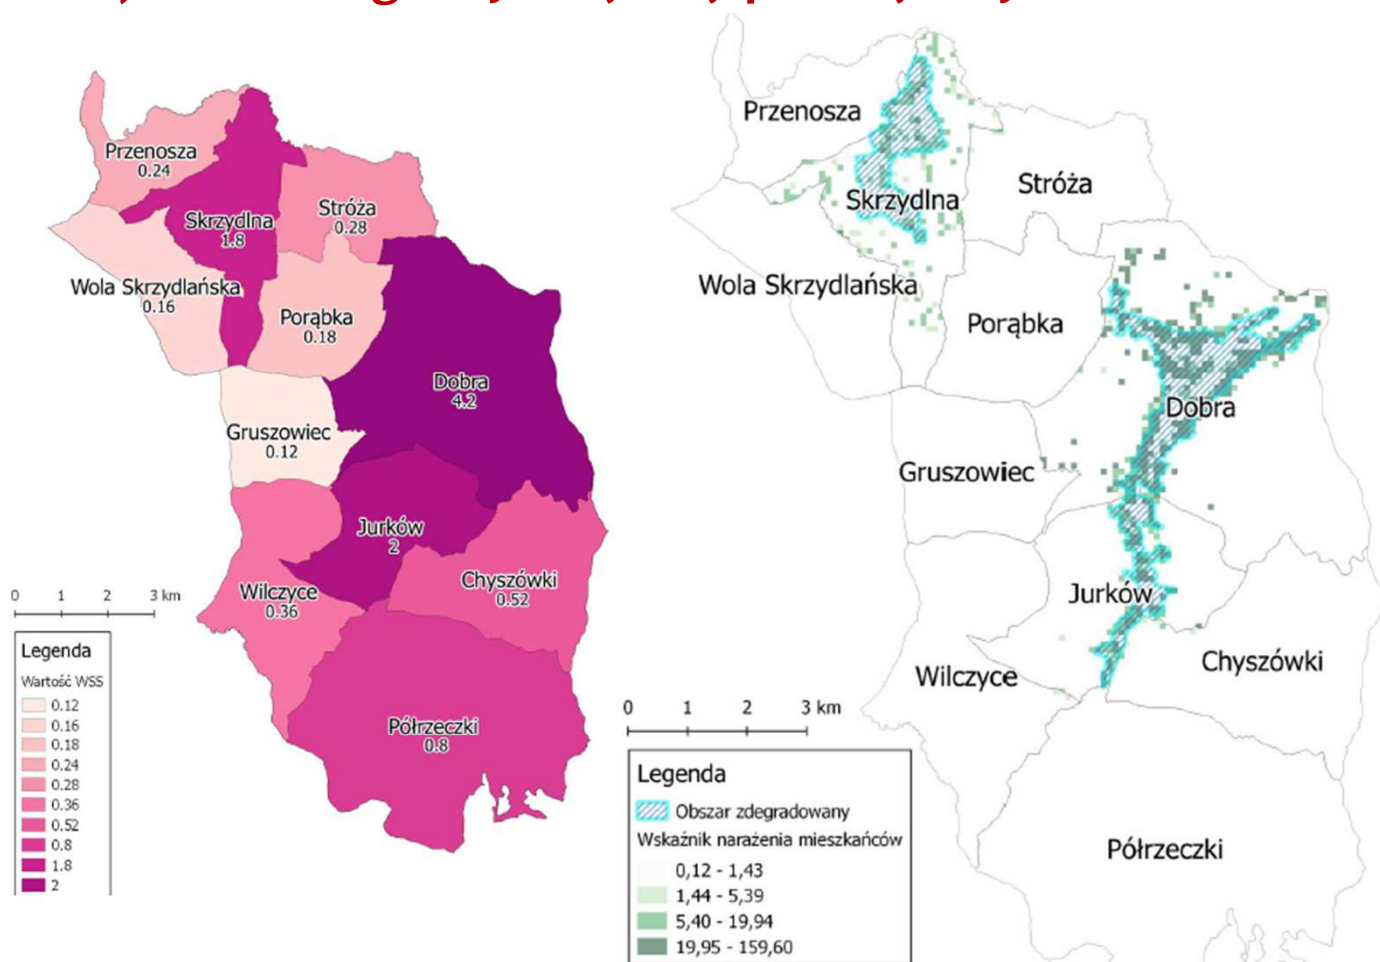 Przenosza
0.24
Skrzydlna
1.8
Stróża
0.28
Wola Skrzydlańska
0.16
Porąbka
0.18
Dobra
4.2
Gruszowiec
0.12
Jurków
2
Chyszówki
0.52
Wilczyce
0.36
Półrzeczki
0.8
0 1 2 3 km
Legenda
Wartość WSS
0.12
0.16
0.18
0.24
0.28
0.36
0.52
0.8
1.8
2
Przenosza
Stróża
Skrzydlna
Wola Skrzydlańska
Porąbka
Dobra
Gruszowiec
Jurków
Chyszówki
Wilczyce
Półrzeczki
0 1 2 3 km
Legenda
Obszar zdegradowany
Wskaźnik narażenia mieszkańców
0,12 - 1,43
1,44 - 5,39
5,40 - 19,94
19,95 - 159,60